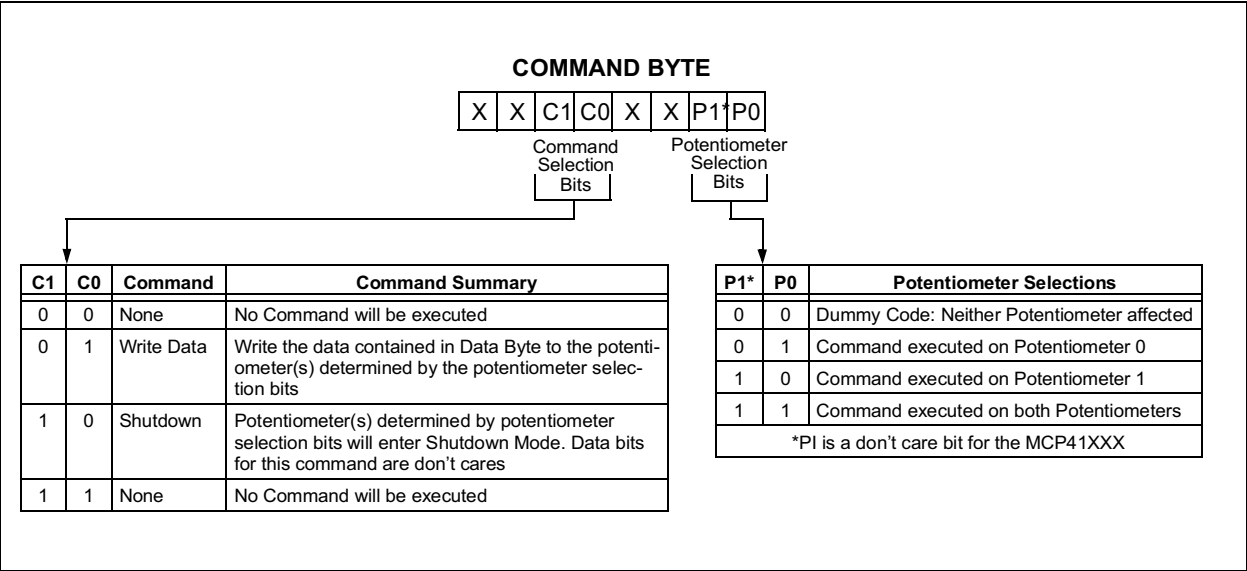 COMMAND BYTE
X X C1 C0 X X P1* P0
Command
Selection
Bits
Potentiometer
Selection
Bits
C1 C0 Command Command Summary
0 0 None No Command will be executed
0 1 Write Data Write the data contained in Data Byte to the potenti-
ometer(s) determined by the potentiometer selec-
tion bits
1 0 Shutdown Potentiometer(s) determined by potentiometer
selection bits will enter Shutdown Mode. Data bits
for this command are don't cares
1 1 None No Command will be executed
P1* P0 Potentiometer Selections
0 0 Dummy Code: Neither Potentiometer affected
0 1 Command executed on Potentiometer 0
1 0 Command executed on Potentiometer 1
1 1 Command executed on both Potentiometers
*PI is a don't care bit for the MCP41XXX